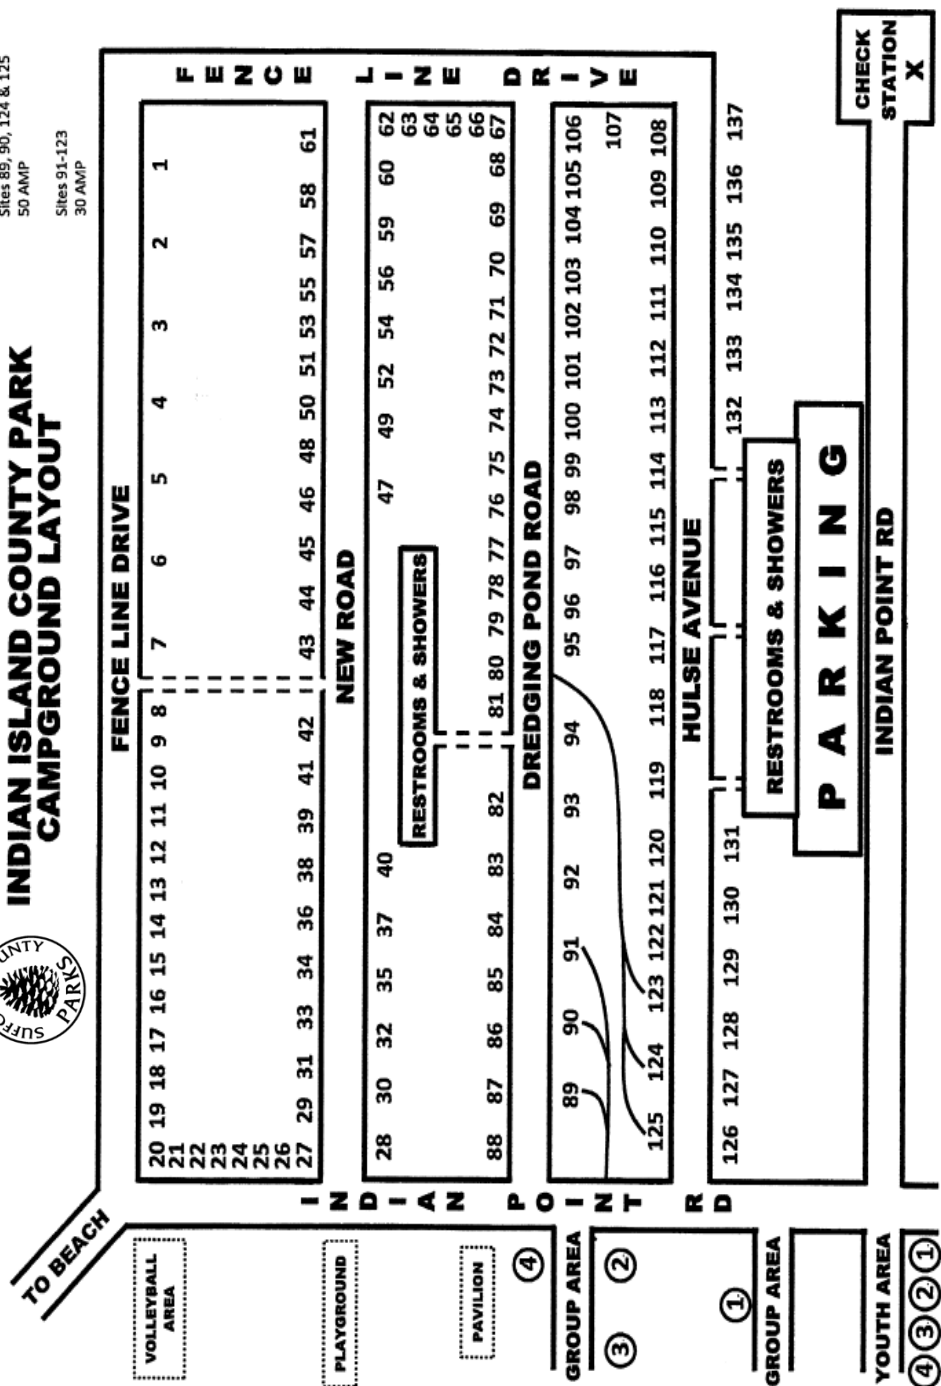 INDIAN ISLAND COUNTY PARK
CAMPGROUND LAYOUT
Sites 89, 90, 124 & 125
50 AMP
Sites 91-123
30 AMP
PARKS
TO BEACH
FENCE LINE DRIVE
FENCE LINE DRIVE
20 19 18 17 16 15 14 13 12 11 10 9 8 7 6 5 4 3 2 1
21
22
23
24
25
26
27 29 31 33 34 36 38 39 41 42 43 44 45 46 48 50 51 53 55 57 58 61
NEW ROAD
28 30 32 35 37 40 47 49 52 54 56 59 60 62
63
64
65
66
RESTROOMS & SHOWERS
88 87 86 85 84 83 82 81 80 79 78 77 76 75 74 73 72 71 70 69 68 67
DREDGING POND ROAD
89 90 91 92 93 94 95 96 97 98 99 100 101 102 103 104 105 106
107
125 124 123 122 121 120 119 118 117 116 115 114 113 112 111 110 109 108
HULSE AVENUE
126 127 128 129 130 131 132 133 134 135 136 137
RESTROOMS & SHOWERS
PARKING
INDIAN POINT RD
INDIAN POINT RD
CHECK
STATION
X
VOLLEYBALL
AREA
PLAYGROUND
PAVILION
4
GROUP AREA
3 2
1
GROUP AREA
YOUTH AREA
4 3 2 1